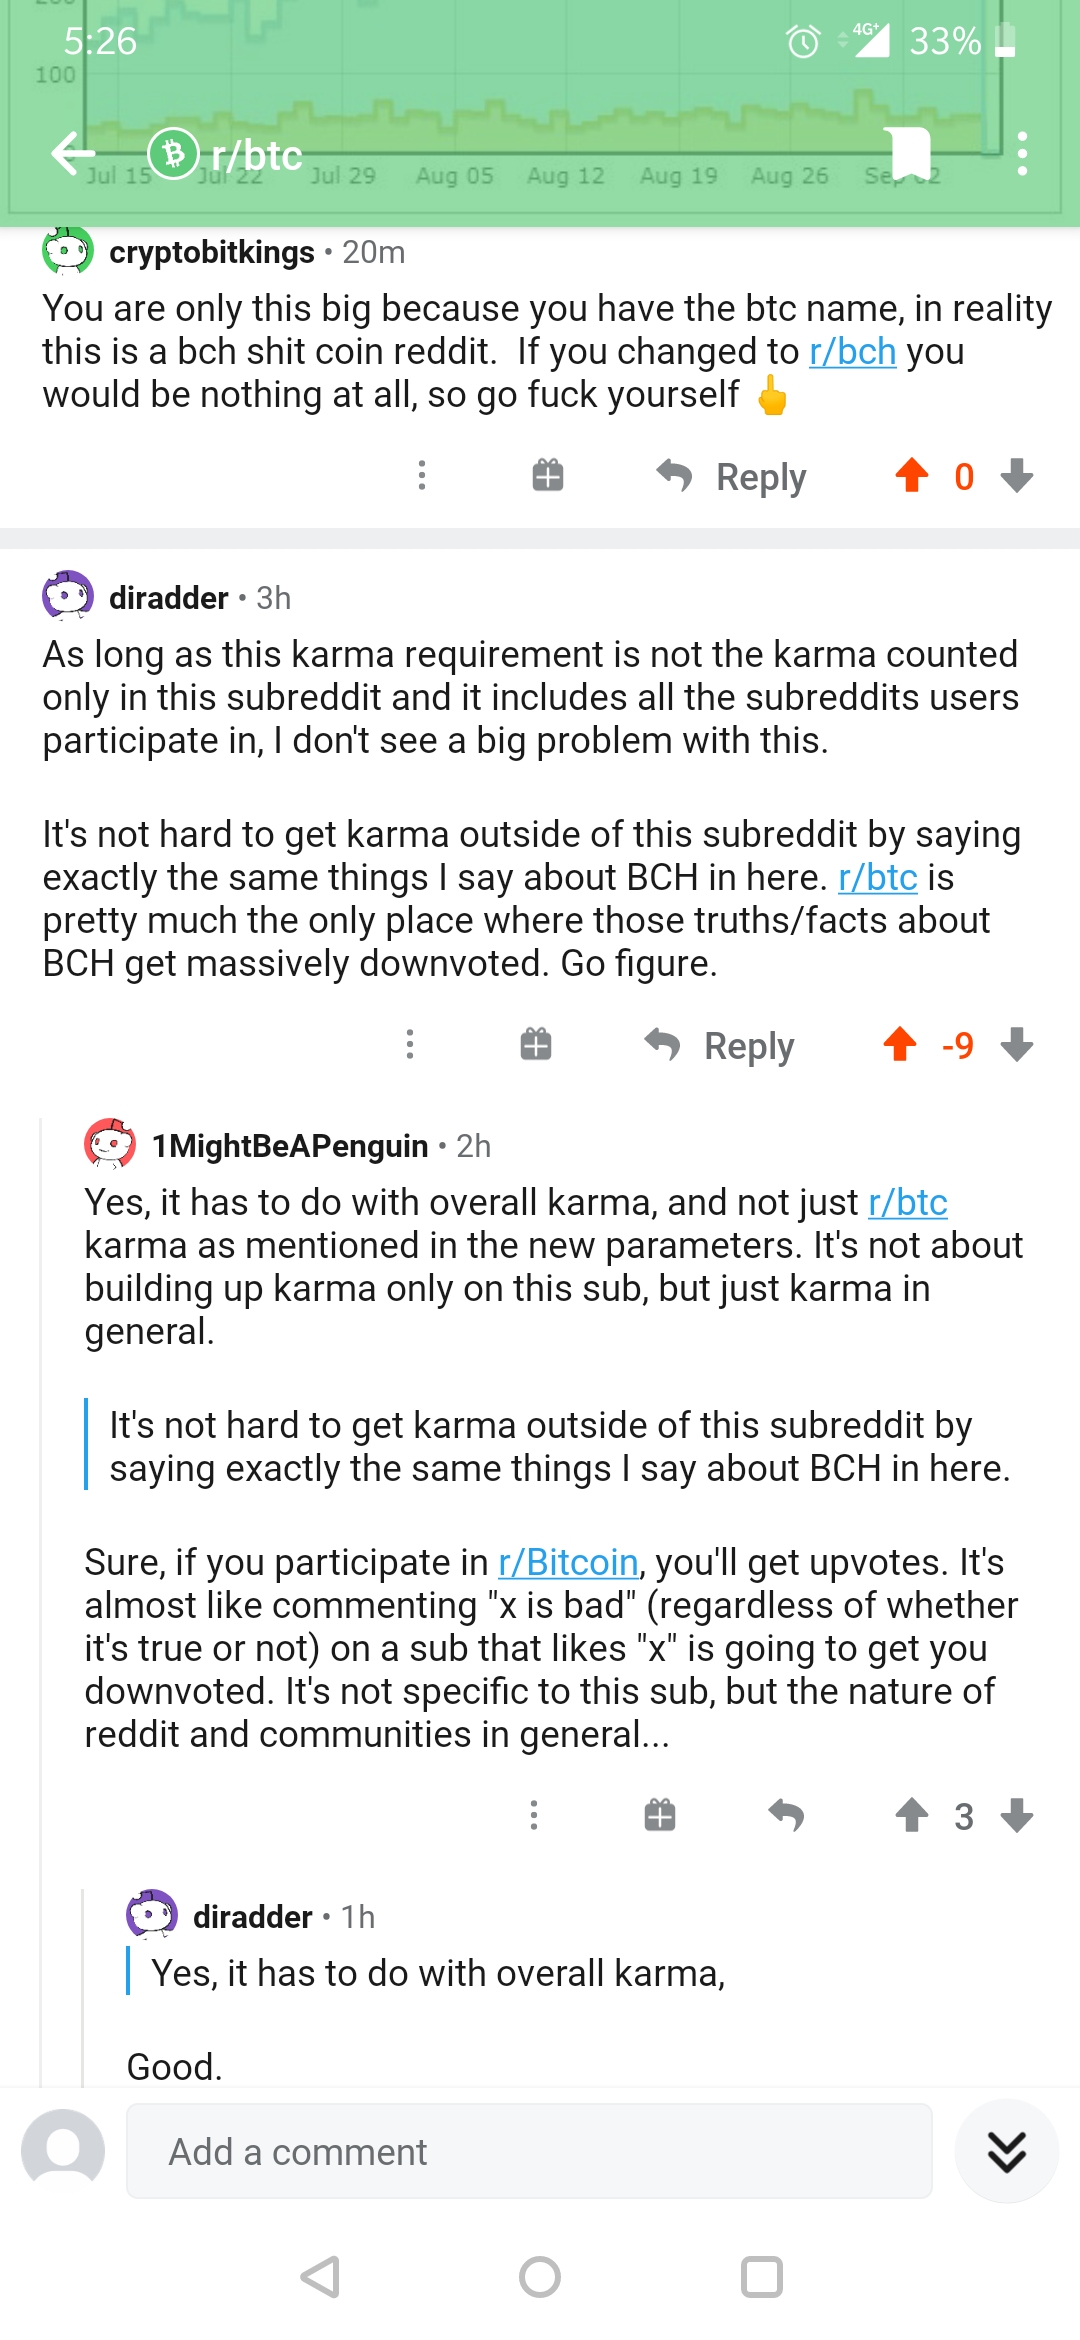 200
5:26
4G+
33%
100
r/btc
Jul 15 Jul 22 Jul 29 Aug 05 Aug 12 Aug 19 Aug 26 Sep 02
cryptobitkings • 20m
You are only this big because you have the btc name, in reality
this is a bch shit coin reddit.  If you changed to r/bch you
would be nothing at all, so go fuck yourself 🖕
Reply 0
diradder • 3h
As long as this karma requirement is not the karma counted
only in this subreddit and it includes all the subreddits users
participate in, I don't see a big problem with this.
It's not hard to get karma outside of this subreddit by saying
exactly the same things I say about BCH in here. r/btc is
pretty much the only place where those truths/facts about
BCH get massively downvoted. Go figure.
Reply -9
1MightBeAPenguin • 2h
Yes, it has to do with overall karma, and not just r/btc
karma as mentioned in the new parameters. It's not about
building up karma only on this sub, but just karma in
general.
It's not hard to get karma outside of this subreddit by
saying exactly the same things I say about BCH in here.
Sure, if you participate in r/Bitcoin, you'll get upvotes. It's
almost like commenting "x is bad" (regardless of whether
it's true or not) on a sub that likes "x" is going to get you
downvoted. It's not specific to this sub, but the nature of
reddit and communities in general...
3
diradder • 1h
Yes, it has to do with overall karma,
Good.
Add a comment